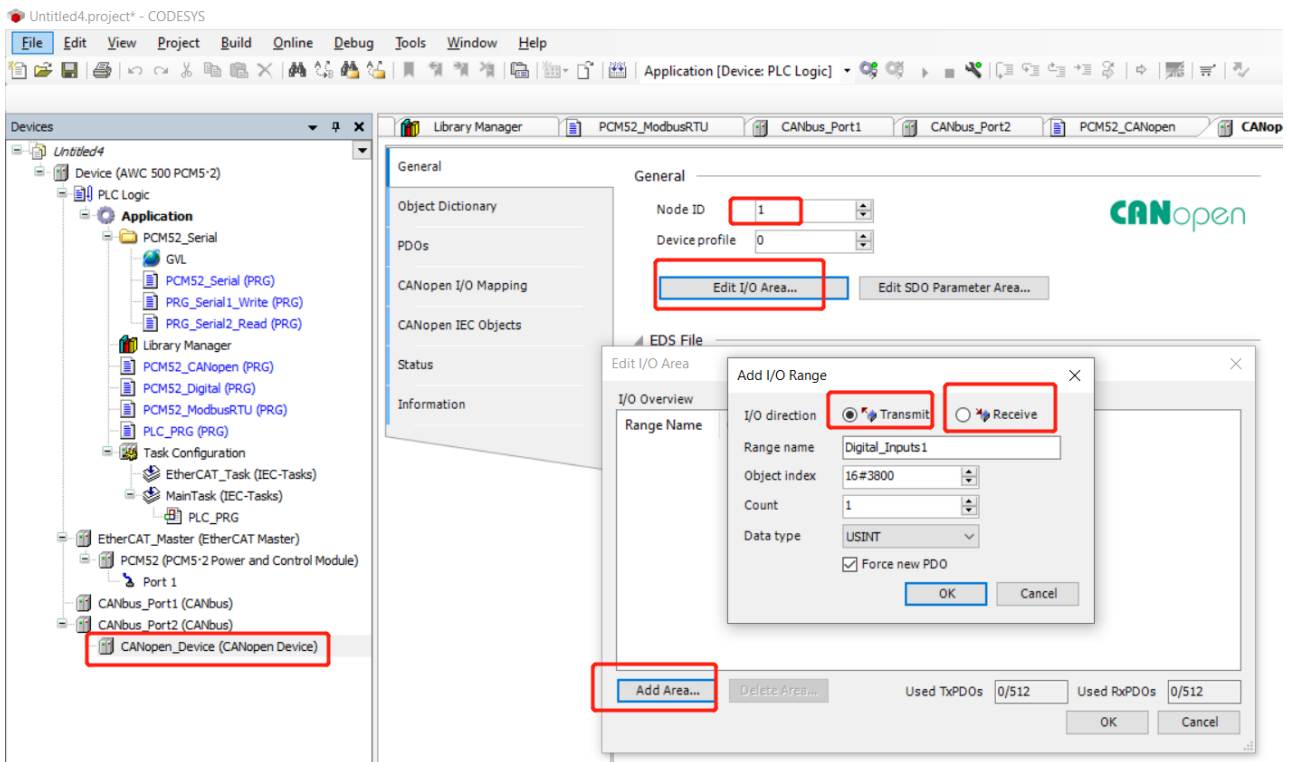 Untitled4.project* - CODESYS
File Edit View Project Build Online Debug Tools Window Help
Application [Device: PLC Logic]
Devices
Untitled4
Device (AWC 500 PCM5·2)
PLC Logic
Application
PCM52_Serial
GVL
PCM52_Serial (PRG)
PRG_Serial1_Write (PRG)
PRG_Serial2_Read (PRG)
Library Manager
PCM52_CANopen (PRG)
PCM52_Digital (PRG)
PCM52_ModbusRTU (PRG)
PLC_PRG (PRG)
Task Configuration
EtherCAT_Task (IEC-Tasks)
MainTask (IEC-Tasks)
PLC_PRG
EtherCAT_Master (EtherCAT Master)
PCM52 (PCM5·2 Power and Control Module)
Port 1
CANbus_Port1 (CANbus)
CANbus_Port2 (CANbus)
CANopen_Device (CANopen Device)
Library Manager PCM52_ModbusRTU CANbus_Port1 CANbus_Port2 PCM52_CANopen CANop
General
Object Dictionary
PDOs
CANopen I/O Mapping
CANopen IEC Objects
Status
Information
General
Node ID 1
Device profile 0
CANopen
Edit I/O Area... Edit SDO Parameter Area...
EDS File
Edit I/O Area
I/O Overview
Range Name
Add I/O Range
I/O direction Transmit Receive
Range name Digital_Inputs1
Object index 16#3800
Count 1
Data type USINT
Force new PDO
OK Cancel
Add Area... Delete Area... Used TxPDOs 0/512 Used RxPDOs 0/512
OK Cancel